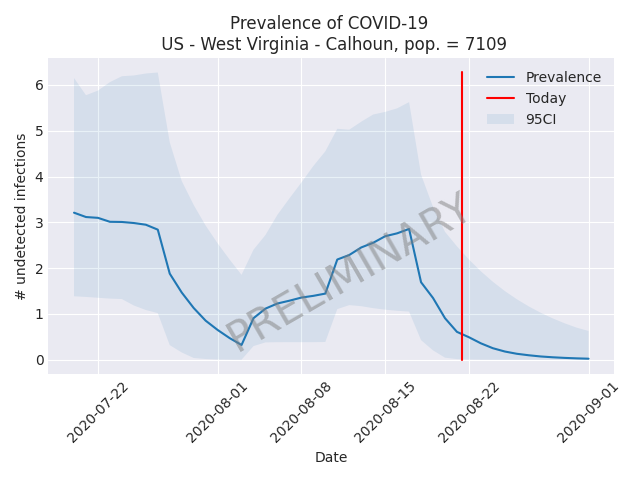 Prevalence of COVID-19
US - West Virginia - Calhoun, pop. = 7109
# undetected infections
6
5
4
3
2
1
0
Prevalence
Today
95CI
PRELIMINARY
2020-07-22
2020-08-01
2020-08-08
2020-08-15
2020-08-22
2020-09-01
Date